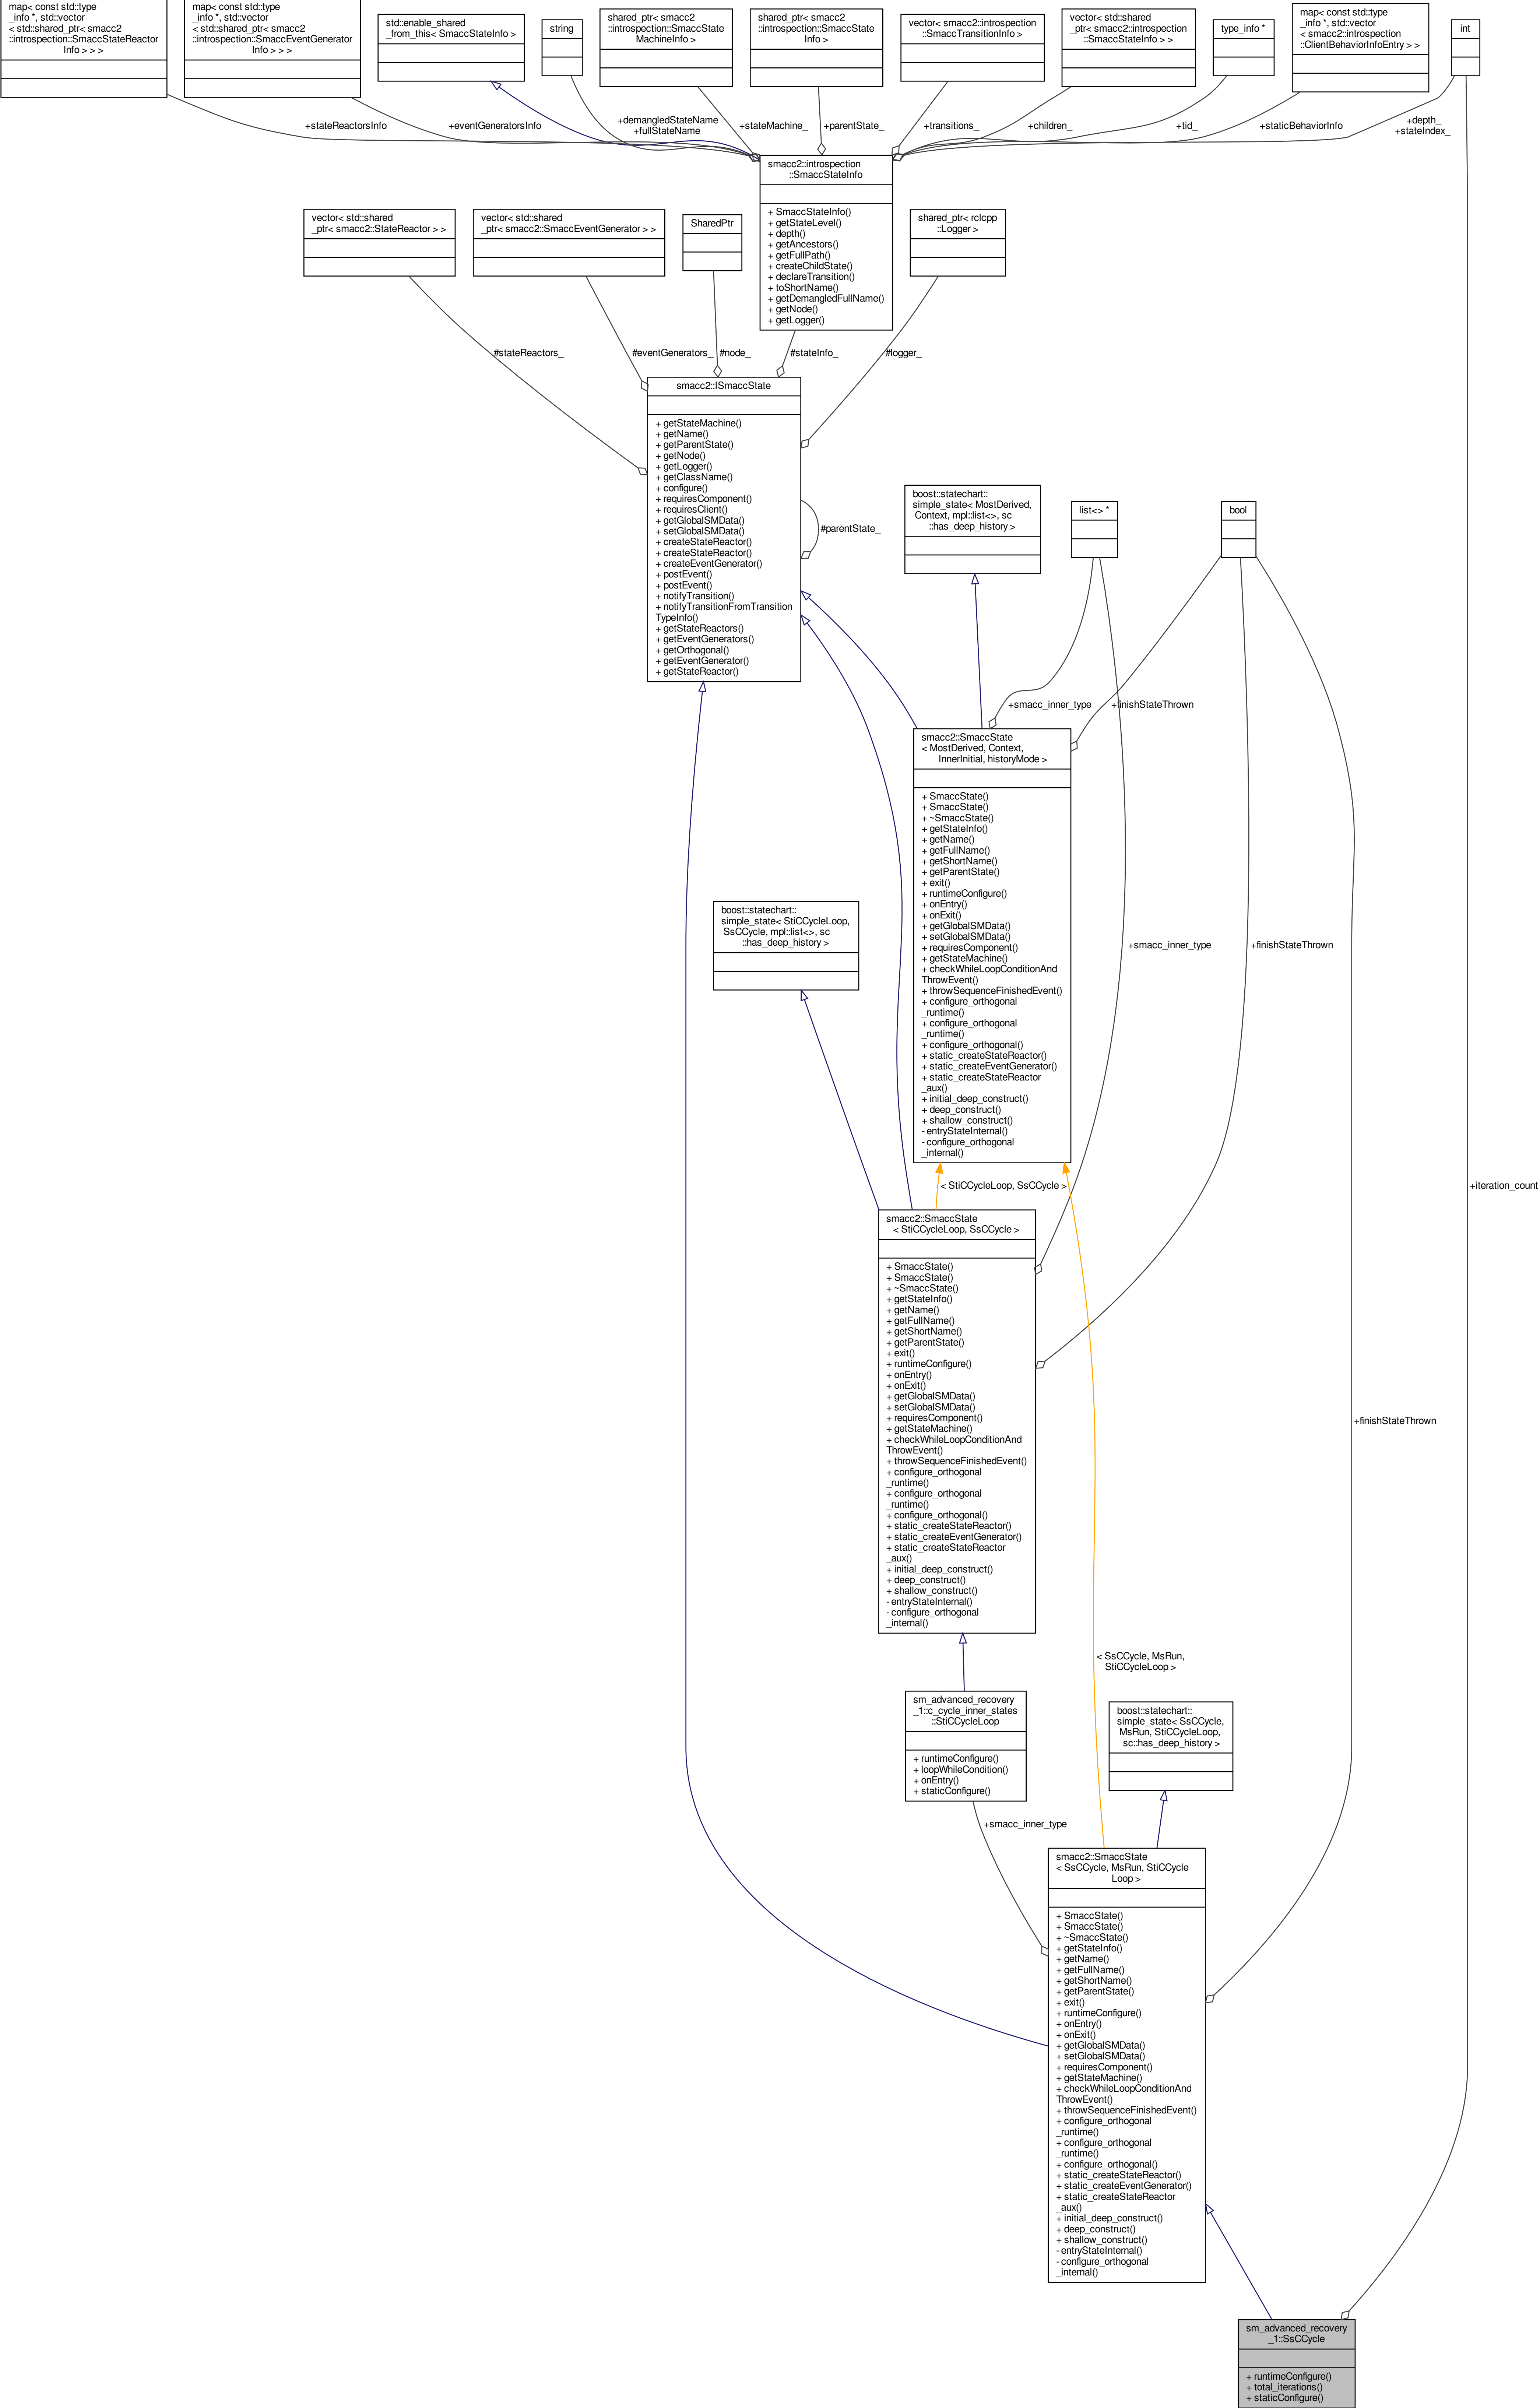 map< const std::type
_info *, std::vector
< std::shared_ptr< smacc2
::introspection::SmaccStateReactor
Info > > >
map< const std::type
_info *, std::vector
< std::shared_ptr< smacc2
::introspection::SmaccEventGenerator
Info > > >
std::enable_shared
_from_this< SmaccStateInfo >
string
shared_ptr< smacc2
::introspection::SmaccState
MachineInfo >
shared_ptr< smacc2
::introspection::SmaccState
Info >
vector< smacc2::introspection
::SmaccTransitionInfo >
vector< std::shared
_ptr< smacc2::introspection
::SmaccStateInfo > >
type_info *
map< const std::type
_info *, std::vector
< smacc2::introspection
::ClientBehaviorInfoEntry > >
int
+stateReactorsInfo
+eventGeneratorsInfo
+demangledStateName
+fullStateName
+stateMachine_
+parentState_
+transitions_
+children_
+tid_
+staticBehaviorInfo
+depth_
+stateIndex_
smacc2::introspection
::SmaccStateInfo
+ SmaccStateInfo()
+ getStateLevel()
+ depth()
+ getAncestors()
+ getFullPath()
+ createChildState()
+ declareTransition()
+ toShortName()
+ getDemangledFullName()
+ getNode()
+ getLogger()
vector< std::shared
_ptr< smacc2::StateReactor > >
vector< std::shared
_ptr< smacc2::SmaccEventGenerator > >
SharedPtr
shared_ptr< rclcpp
::Logger >
#stateReactors_
#eventGenerators_
#node_
#stateInfo_
#logger_
smacc2::ISmaccState
+ getStateMachine()
+ getName()
+ getParentState()
+ getNode()
+ getLogger()
+ getClassName()
+ configure()
+ requiresComponent()
+ requiresClient()
+ getGlobalSMData()
+ setGlobalSMData()
+ createStateReactor()
+ createStateReactor()
+ createEventGenerator()
+ postEvent()
+ postEvent()
+ notifyTransition()
+ notifyTransitionFromTransition
TypeInfo()
+ getStateReactors()
+ getEventGenerators()
+ getOrthogonal()
+ getEventGenerator()
+ getStateReactor()
#parentState_
boost::statechart::
simple_state< MostDerived,
Context, mpl::list<>, sc
::has_deep_history >
list<> *
bool
+smacc_inner_type
+finishStateThrown
smacc2::SmaccState
< MostDerived, Context,
InnerInitial, historyMode >
+ SmaccState()
+ SmaccState()
+ ~SmaccState()
+ getStateInfo()
+ getName()
+ getFullName()
+ getShortName()
+ getParentState()
+ exit()
+ runtimeConfigure()
+ onEntry()
+ onExit()
+ getGlobalSMData()
+ setGlobalSMData()
+ requiresComponent()
+ getStateMachine()
+ checkWhileLoopConditionAnd
ThrowEvent()
+ throwSequenceFinishedEvent()
+ configure_orthogonal
_runtime()
+ configure_orthogonal
_runtime()
+ configure_orthogonal()
+ static_createStateReactor()
+ static_createEventGenerator()
+ static_createStateReactor
_aux()
+ initial_deep_construct()
+ deep_construct()
+ shallow_construct()
- entryStateInternal()
- configure_orthogonal
_internal()
boost::statechart::
simple_state< StiCCycleLoop,
SsCCycle, mpl::list<>, sc
::has_deep_history >
+smacc_inner_type
+finishStateThrown
< StiCCycleLoop, SsCCycle >
+iteration_count
smacc2::SmaccState
< StiCCycleLoop, SsCCycle >
+ SmaccState()
+ SmaccState()
+ ~SmaccState()
+ getStateInfo()
+ getName()
+ getFullName()
+ getShortName()
+ getParentState()
+ exit()
+ runtimeConfigure()
+ onEntry()
+ onExit()
+ getGlobalSMData()
+ setGlobalSMData()
+ requiresComponent()
+ getStateMachine()
+ checkWhileLoopConditionAnd
ThrowEvent()
+ throwSequenceFinishedEvent()
+ configure_orthogonal
_runtime()
+ configure_orthogonal
_runtime()
+ configure_orthogonal()
+ static_createStateReactor()
+ static_createEventGenerator()
+ static_createStateReactor
_aux()
+ initial_deep_construct()
+ deep_construct()
+ shallow_construct()
- entryStateInternal()
- configure_orthogonal
_internal()
+finishStateThrown
< SsCCycle, MsRun,
StiCCycleLoop >
sm_advanced_recovery
_1::c_cycle_inner_states
::StiCCycleLoop
+ runtimeConfigure()
+ loopWhileCondition()
+ onEntry()
+ staticConfigure()
boost::statechart::
simple_state< SsCCycle,
MsRun, StiCCycleLoop,
sc::has_deep_history >
+smacc_inner_type
smacc2::SmaccState
< SsCCycle, MsRun, StiCCycle
Loop >
+ SmaccState()
+ SmaccState()
+ ~SmaccState()
+ getStateInfo()
+ getName()
+ getFullName()
+ getShortName()
+ getParentState()
+ exit()
+ runtimeConfigure()
+ onEntry()
+ onExit()
+ getGlobalSMData()
+ setGlobalSMData()
+ requiresComponent()
+ getStateMachine()
+ checkWhileLoopConditionAnd
ThrowEvent()
+ throwSequenceFinishedEvent()
+ configure_orthogonal
_runtime()
+ configure_orthogonal
_runtime()
+ configure_orthogonal()
+ static_createStateReactor()
+ static_createEventGenerator()
+ static_createStateReactor
_aux()
+ initial_deep_construct()
+ deep_construct()
+ shallow_construct()
- entryStateInternal()
- configure_orthogonal
_internal()
sm_advanced_recovery
_1::SsCCycle
+ runtimeConfigure()
+ total_iterations()
+ staticConfigure()